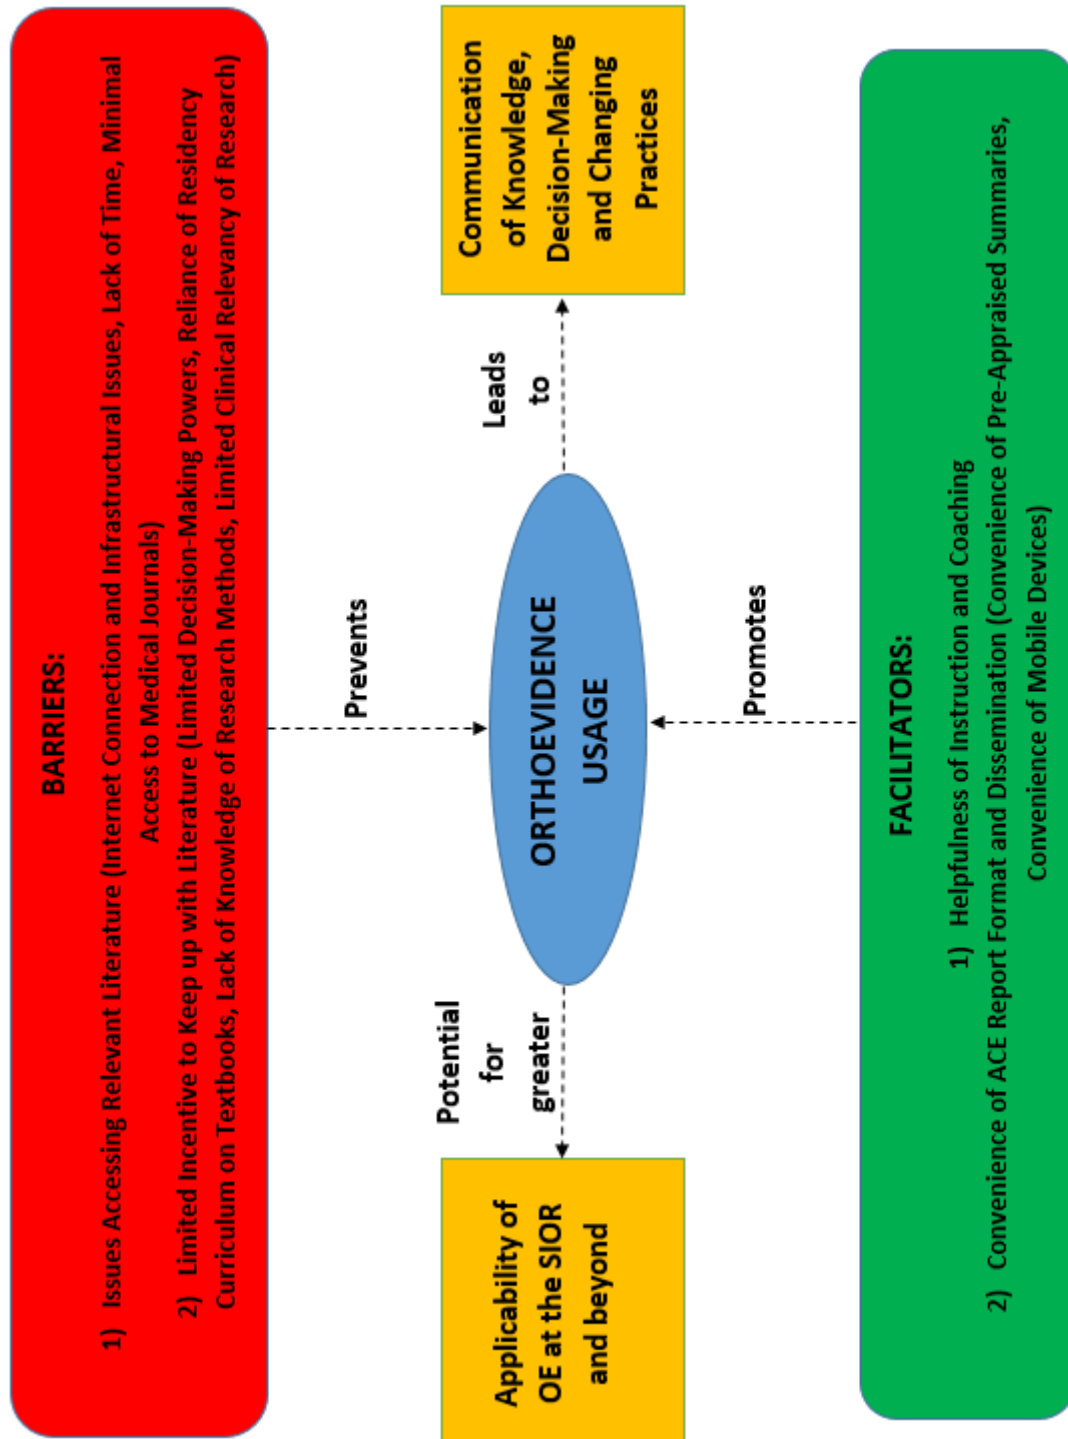 BARRIERS:
1) Issues Accessing Relevant Literature (Internet Connection and Infrastructural Issues, Lack of Time, Minimal
Access to Medical Journals)
2) Limited Incentive to Keep up with Literature (Limited Decision-Making Powers, Reliance of Residency
Curriculum on Textbooks, Lack of Knowledge of Research Methods, Limited Clinical Relevancy of Research)
Prevents
Applicability of
OE at the SIOR
and beyond
Potential
for
greater
ORTHOEVIDENCE
USAGE
Leads
to
Communication
of Knowledge,
Decision-Making
and Changing
Practices
Promotes
FACILITATORS:
1) Helpfulness of Instruction and Coaching
2) Convenience of ACE Report Format and Dissemination (Convenience of Pre-Appraised Summaries,
Convenience of Mobile Devices)